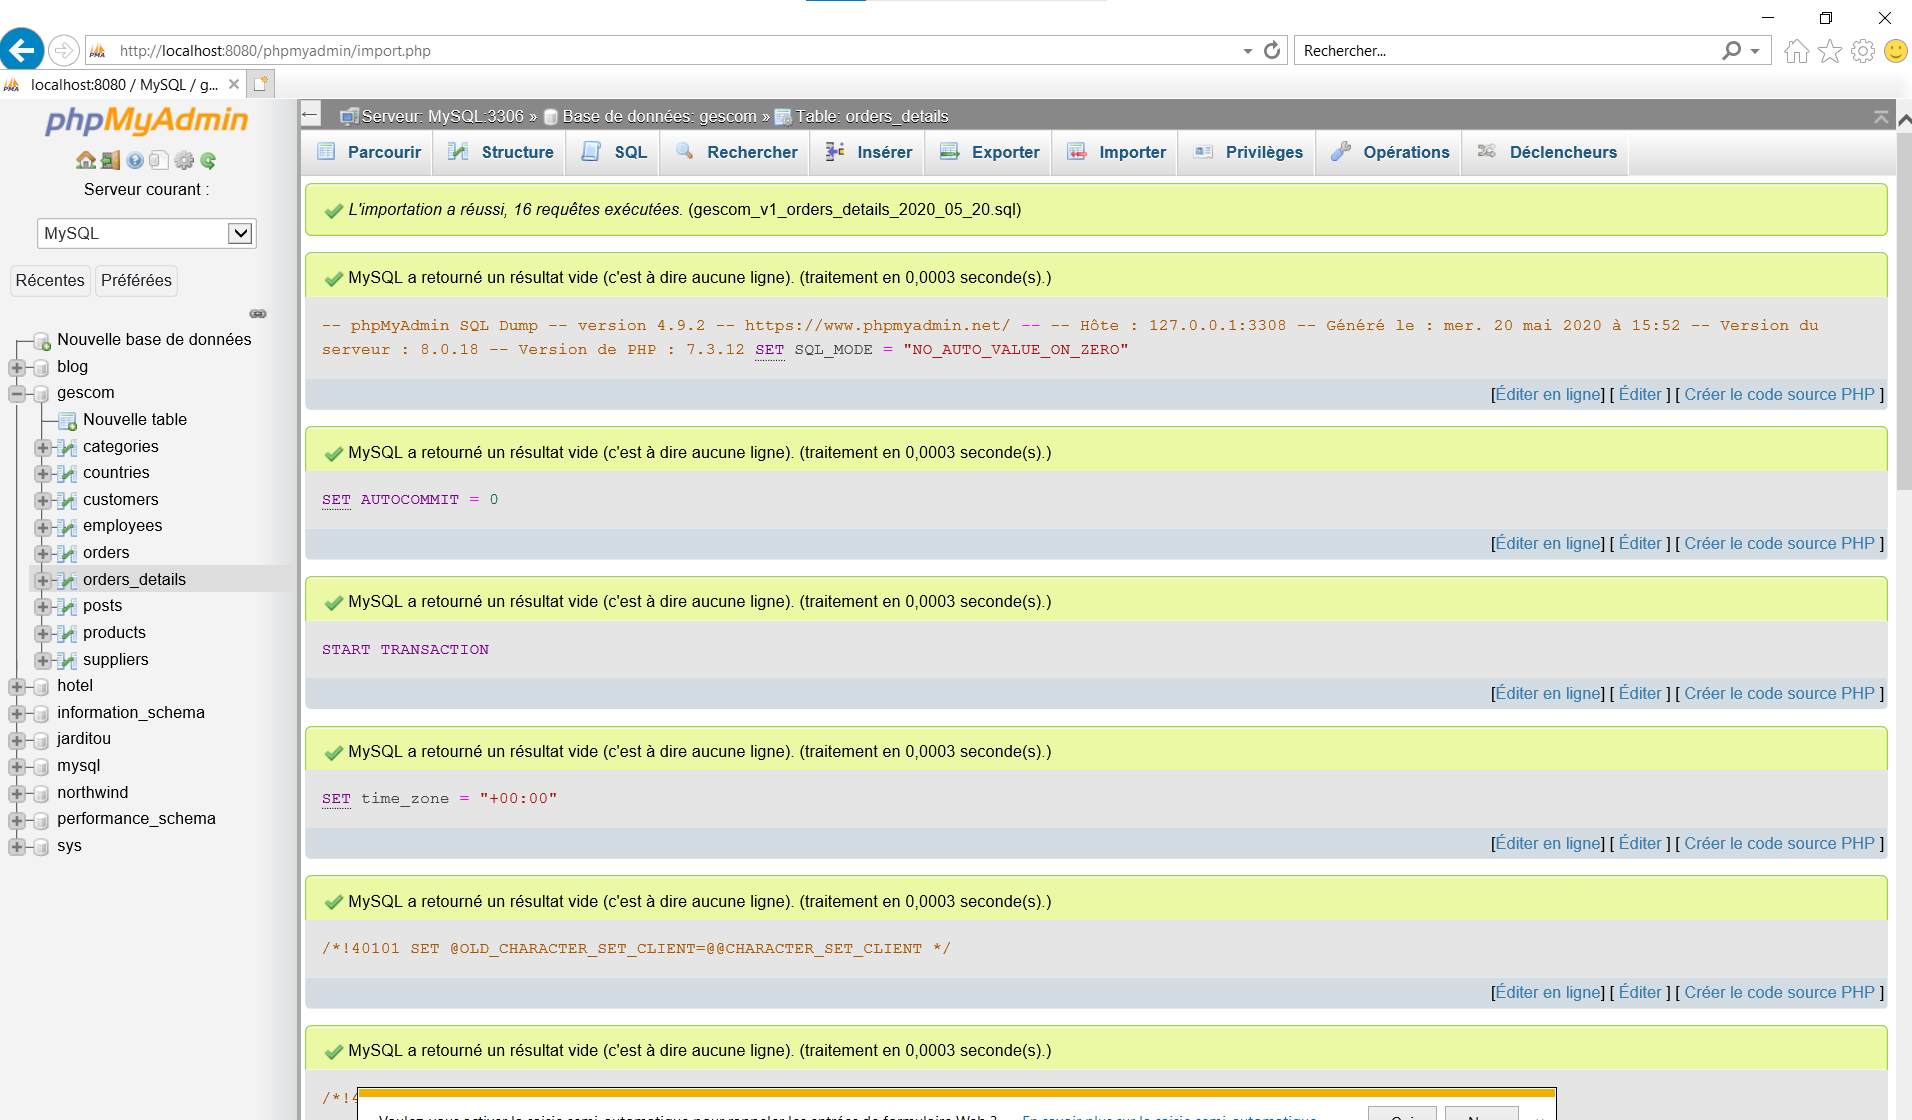 http://localhost:8080/phpmyadmin/import.php
Rechercher...
localhost:8080 / MySQL / g...
phpMyAdmin
Serveur courant :
MySQL
Récentes Préférées
Nouvelle base de données
blog
gescom
Nouvelle table
categories
countries
customers
employees
orders
orders_details
posts
products
suppliers
hotel
information_schema
jarditou
mysql
northwind
performance_schema
sys
Serveur: MySQL:3306 » Base de données: gescom » Table: orders_details
Parcourir Structure SQL Rechercher Insérer Exporter Importer Privilèges Opérations Déclencheurs
L'importation a réussi, 16 requêtes exécutées. (gescom_v1_orders_details_2020_05_20.sql)
MySQL a retourné un résultat vide (c'est à dire aucune ligne). (traitement en 0,0003 seconde(s).)
-- phpMyAdmin SQL Dump -- version 4.9.2 -- https://www.phpmyadmin.net/ -- -- Hôte : 127.0.0.1:3308 -- Généré le : mer. 20 mai 2020 à 15:52 -- Version du
serveur : 8.0.18 -- Version de PHP : 7.3.12 SET SQL_MODE = "NO_AUTO_VALUE_ON_ZERO"
[Éditer en ligne] [ Éditer ] [ Créer le code source PHP ]
MySQL a retourné un résultat vide (c'est à dire aucune ligne). (traitement en 0,0003 seconde(s).)
SET AUTOCOMMIT = 0
[Éditer en ligne] [ Éditer ] [ Créer le code source PHP ]
MySQL a retourné un résultat vide (c'est à dire aucune ligne). (traitement en 0,0003 seconde(s).)
START TRANSACTION
[Éditer en ligne] [ Éditer ] [ Créer le code source PHP ]
MySQL a retourné un résultat vide (c'est à dire aucune ligne). (traitement en 0,0003 seconde(s).)
SET time_zone = "+00:00"
[Éditer en ligne] [ Éditer ] [ Créer le code source PHP ]
MySQL a retourné un résultat vide (c'est à dire aucune ligne). (traitement en 0,0003 seconde(s).)
/*!40101 SET @OLD_CHARACTER_SET_CLIENT=@@CHARACTER_SET_CLIENT */
[Éditer en ligne] [ Éditer ] [ Créer le code source PHP ]
MySQL a retourné un résultat vide (c'est à dire aucune ligne). (traitement en 0,0003 seconde(s).)
/*!4